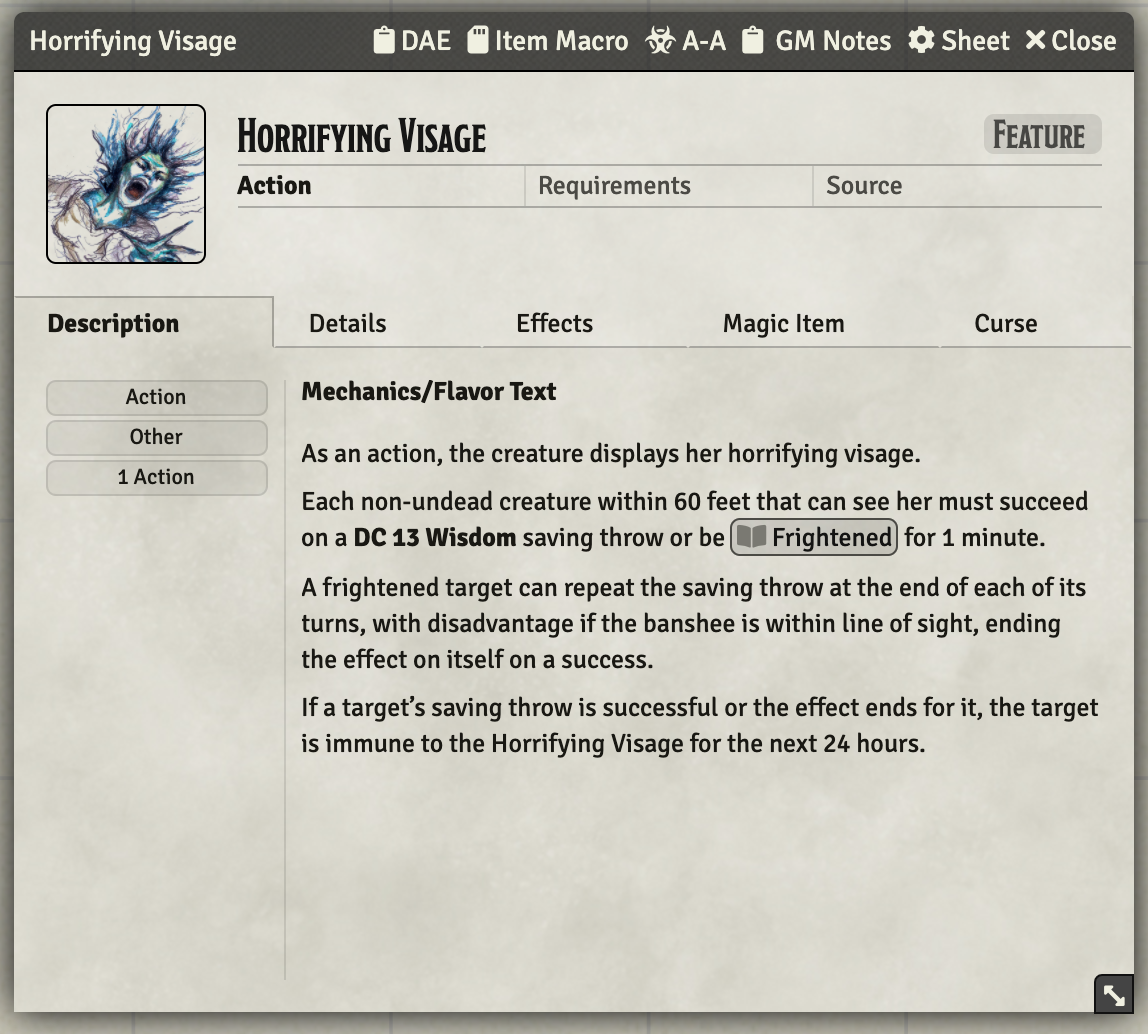 Horrifying Visage DAE Item Macro A-A GM Notes Sheet Close
Horrifying Visage Feature
Action Requirements Source
Description Details Effects Magic Item Curse
Action
Other
1 Action
Mechanics/Flavor Text
As an action, the creature displays her horrifying visage.
Each non-undead creature within 60 feet that can see her must succeed
on a DC 13 Wisdom saving throw or be Frightened for 1 minute.
A frightened target can repeat the saving throw at the end of each of its
turns, with disadvantage if the banshee is within line of sight, ending
the effect on itself on a success.
If a target’s saving throw is successful or the effect ends for it, the target
is immune to the Horrifying Visage for the next 24 hours.